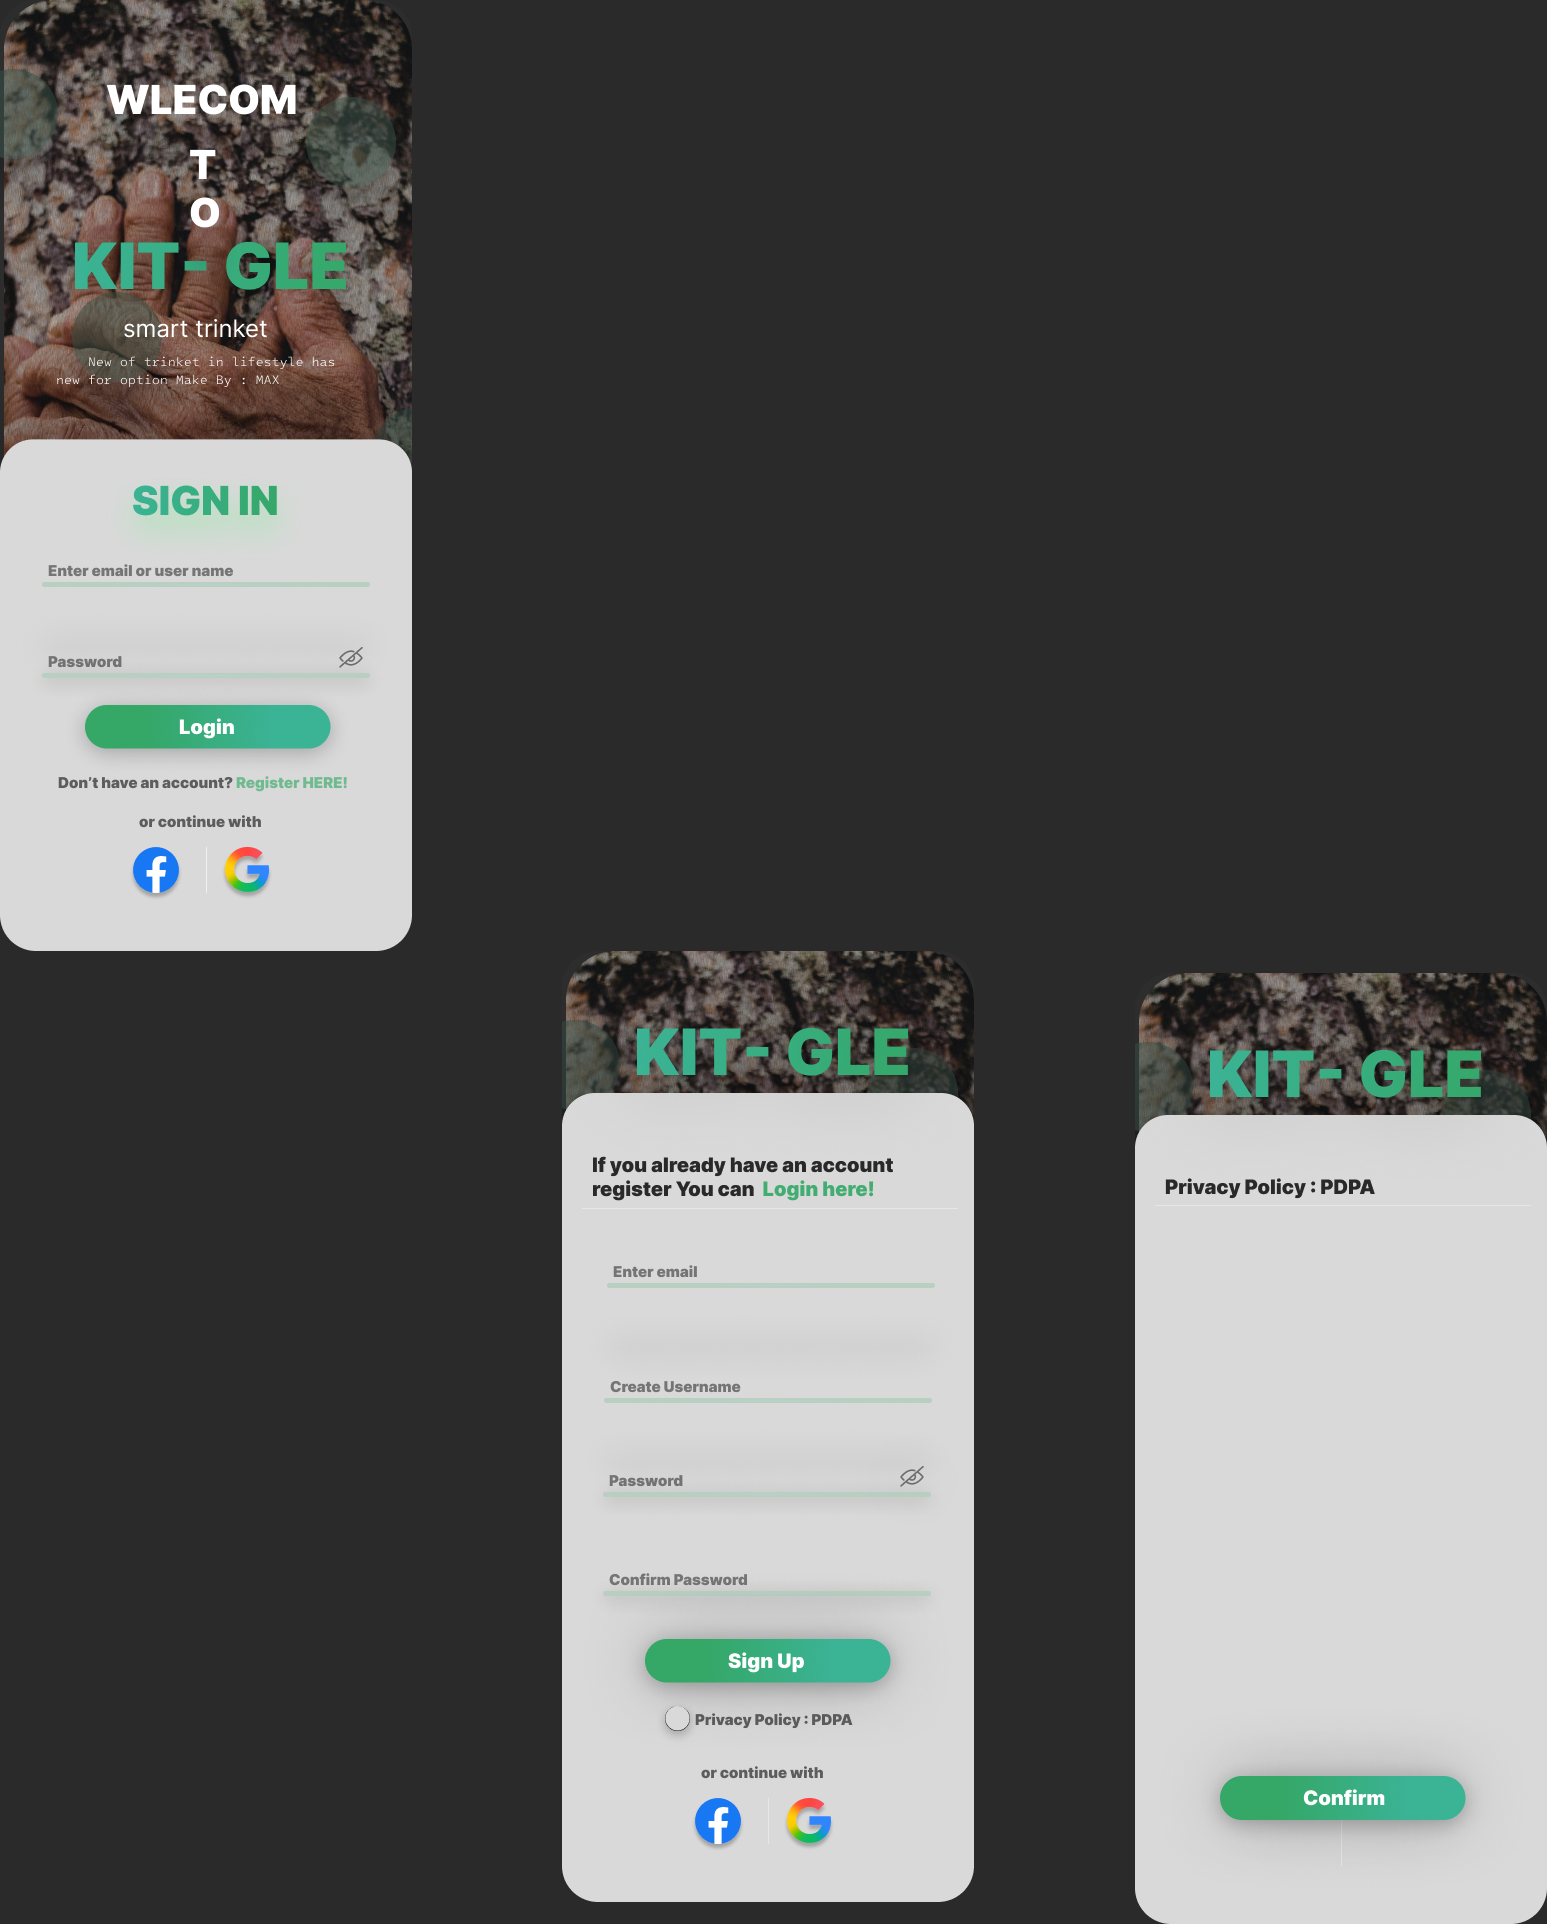 WLECOM
T
O
KIT- GLE
smart trinket
New of trinket in lifestyle has
new for option Make By : MAX
SIGN IN
Enter email or user name
Password
Login
Don't have an account? Register HERE!
or continue with
KIT- GLE
If you already have an account
register You can Login here!
Enter email
Create Username
Password
Confirm Password
Sign Up
Privacy Policy : PDPA
or continue with
KIT- GLE
Privacy Policy : PDPA
Confirm